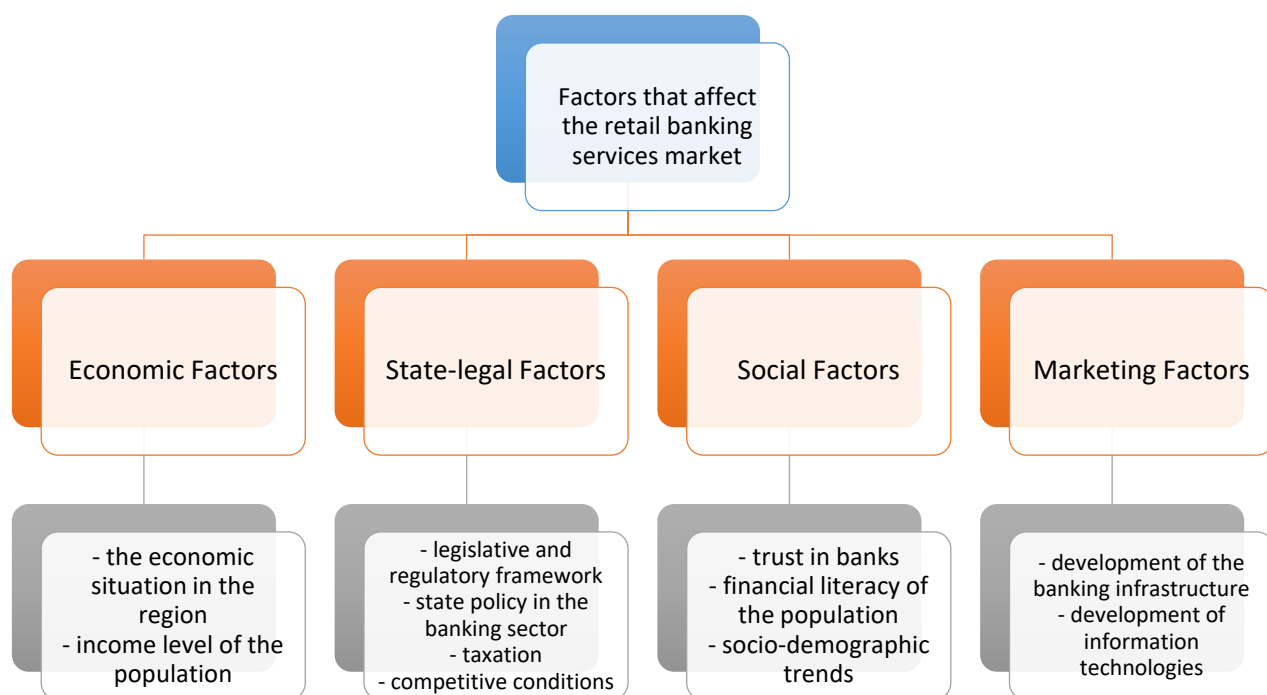 Factors that affect
the retail banking
services market
Economic Factors
State-legal Factors
Social Factors
Marketing Factors
- the economic
situation in the
region
- income level of the
population
- legislative and
regulatory framework
- state policy in the
banking sector
- taxation
- competitive conditions
- trust in banks
- financial literacy of
the population
- socio-demographic
trends
- development of the
banking infrastructure
- development of
information
technologies